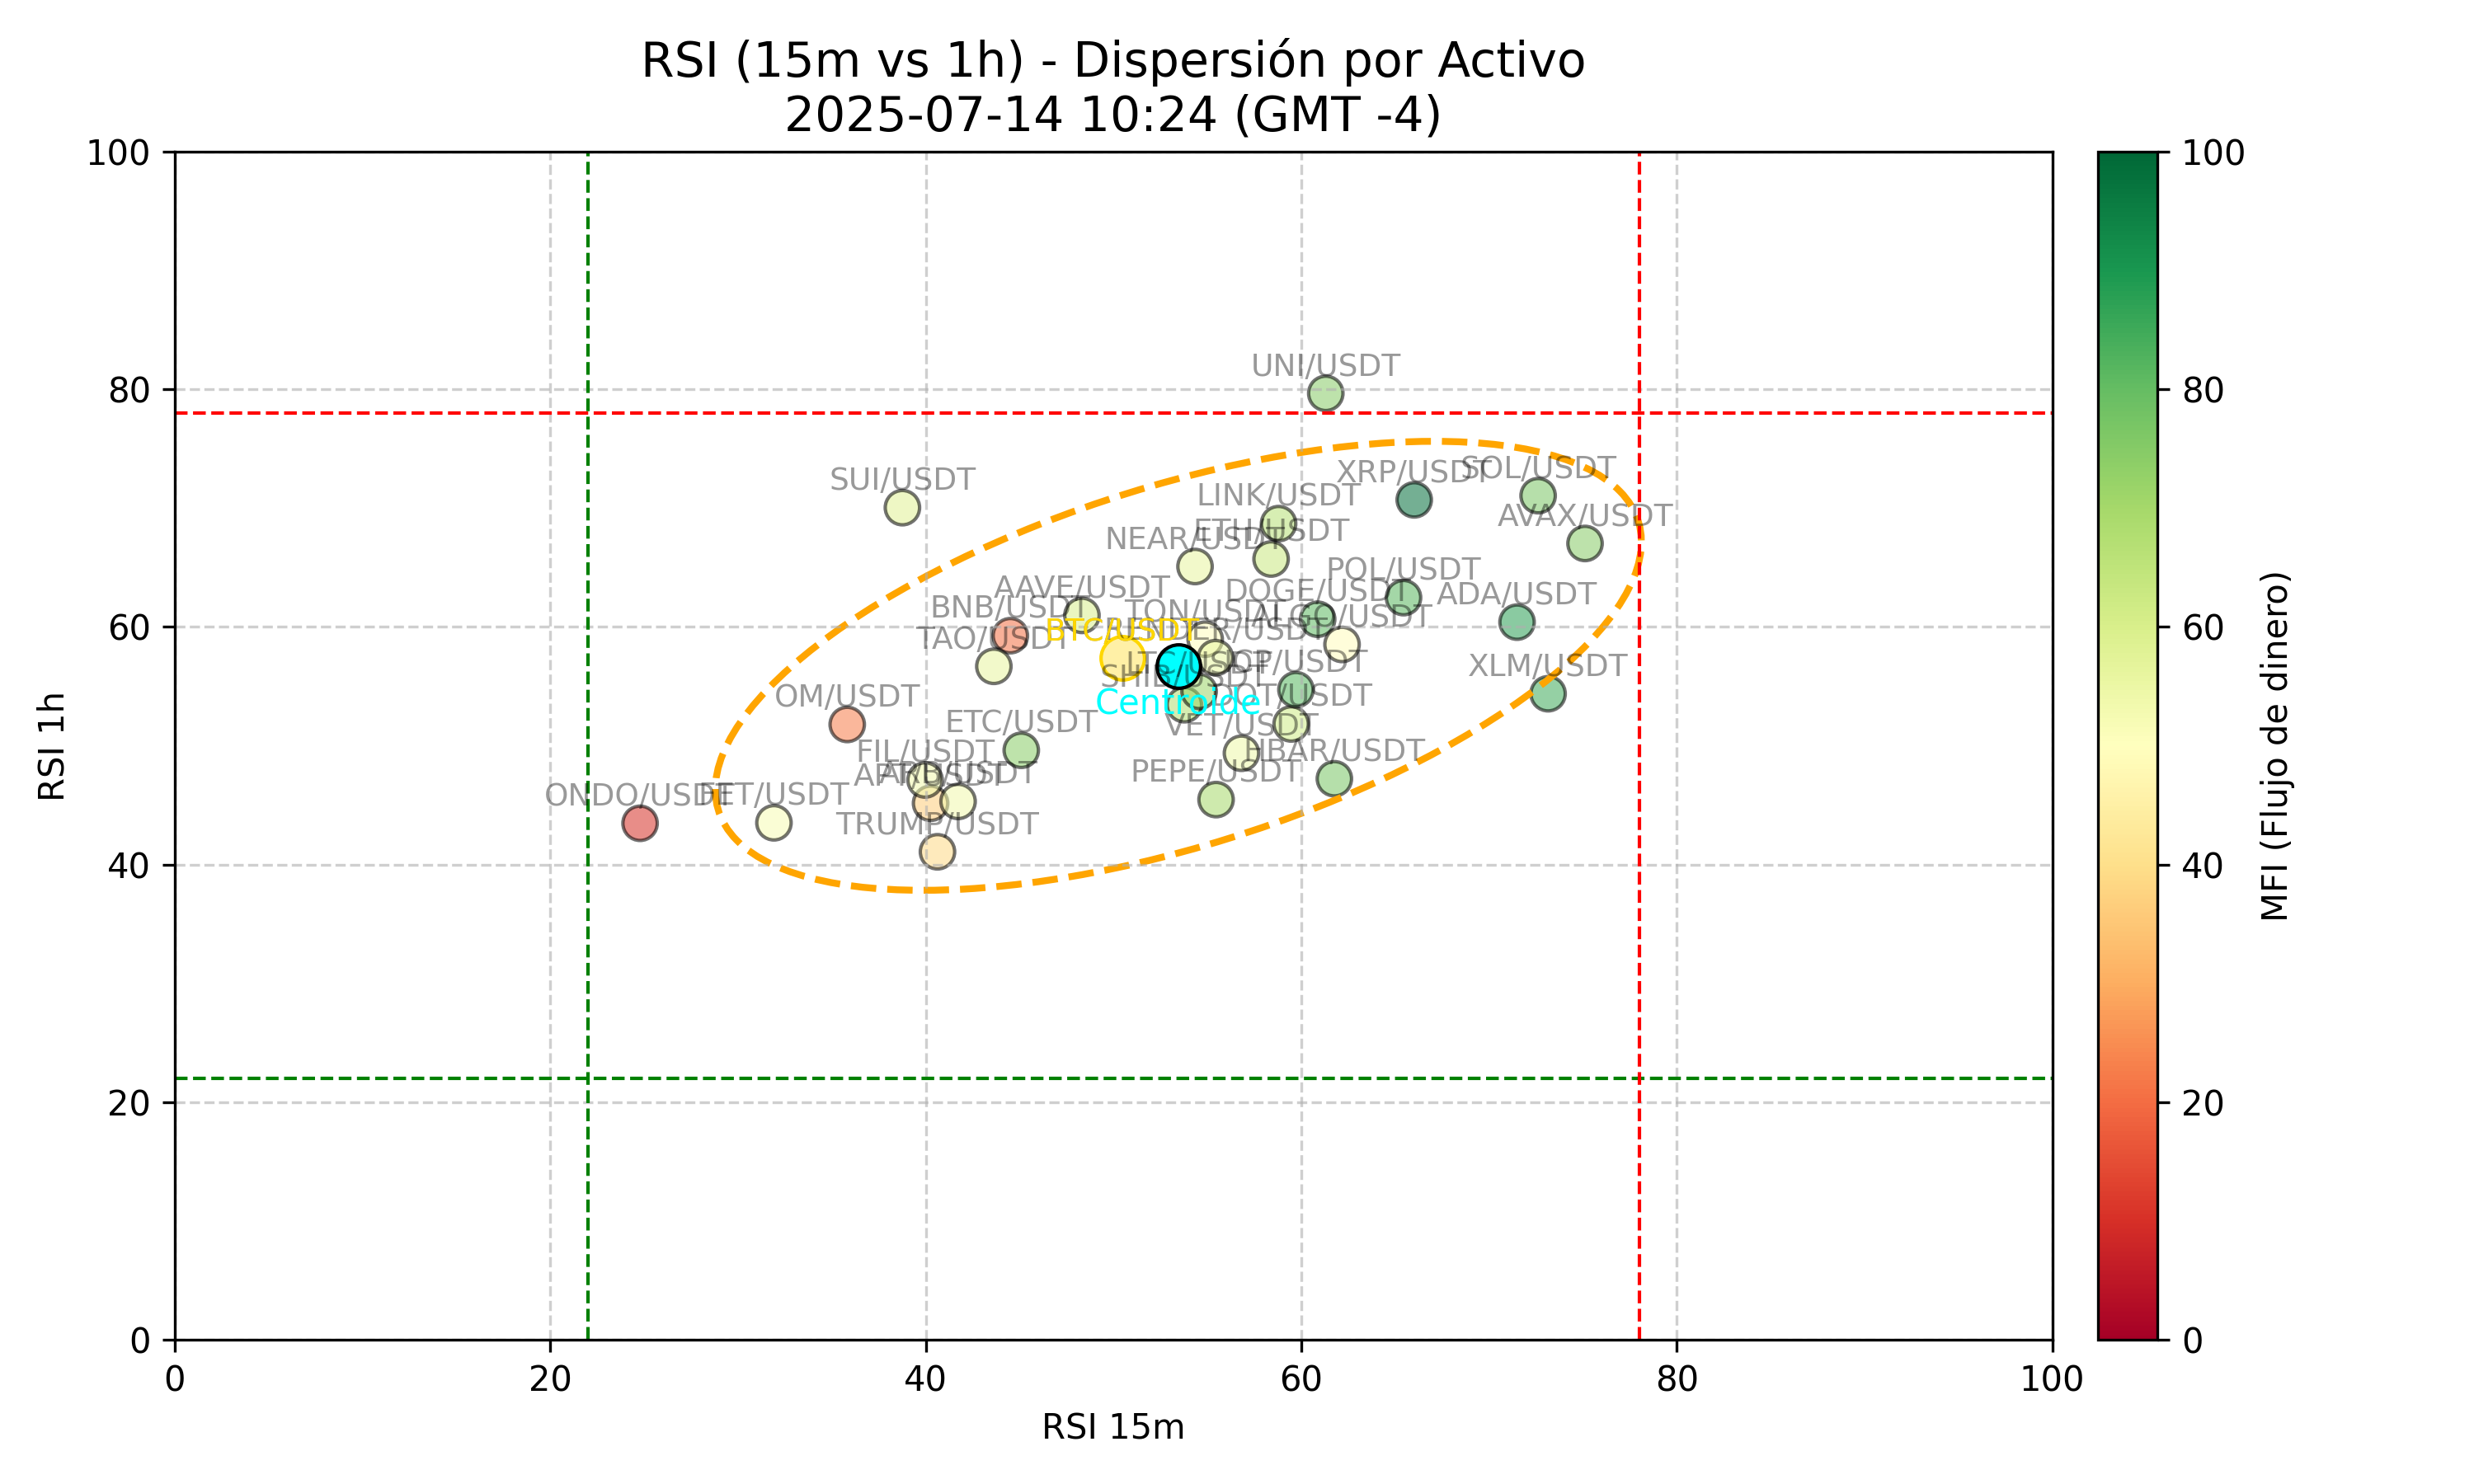 RSI (15m vs 1h) - Dispersión por Activo
2025-07-14 10:24 (GMT -4)
100
80
60
40
20
0
RSI 1h
UNI/USDT
SUI/USDT
XRP/USDT
SOL/USDT
LINK/USDT
AVAX/USDT
ETH/USDT
NEAR/USDT
POL/USDT
AAVE/USDT
DOGE/USDT
ADA/USDT
BNB/USDT
TON/USDT
ALGO/USDT
BTC/USDT
TAO/USDT
LTC/USDT
XLM/USDT
SHIB/USDT
OM/USDT
Centroide
DOT/USDT
ETC/USDT
VET/USDT
FIL/USDT
HBAR/USDT
PEPE/USDT
ONDO/USDT
FET/USDT
TRUMP/USDT
0
20
40
60
80
100
RSI 15m
100
80
60
40
20
0
MFI (Flujo de dinero)